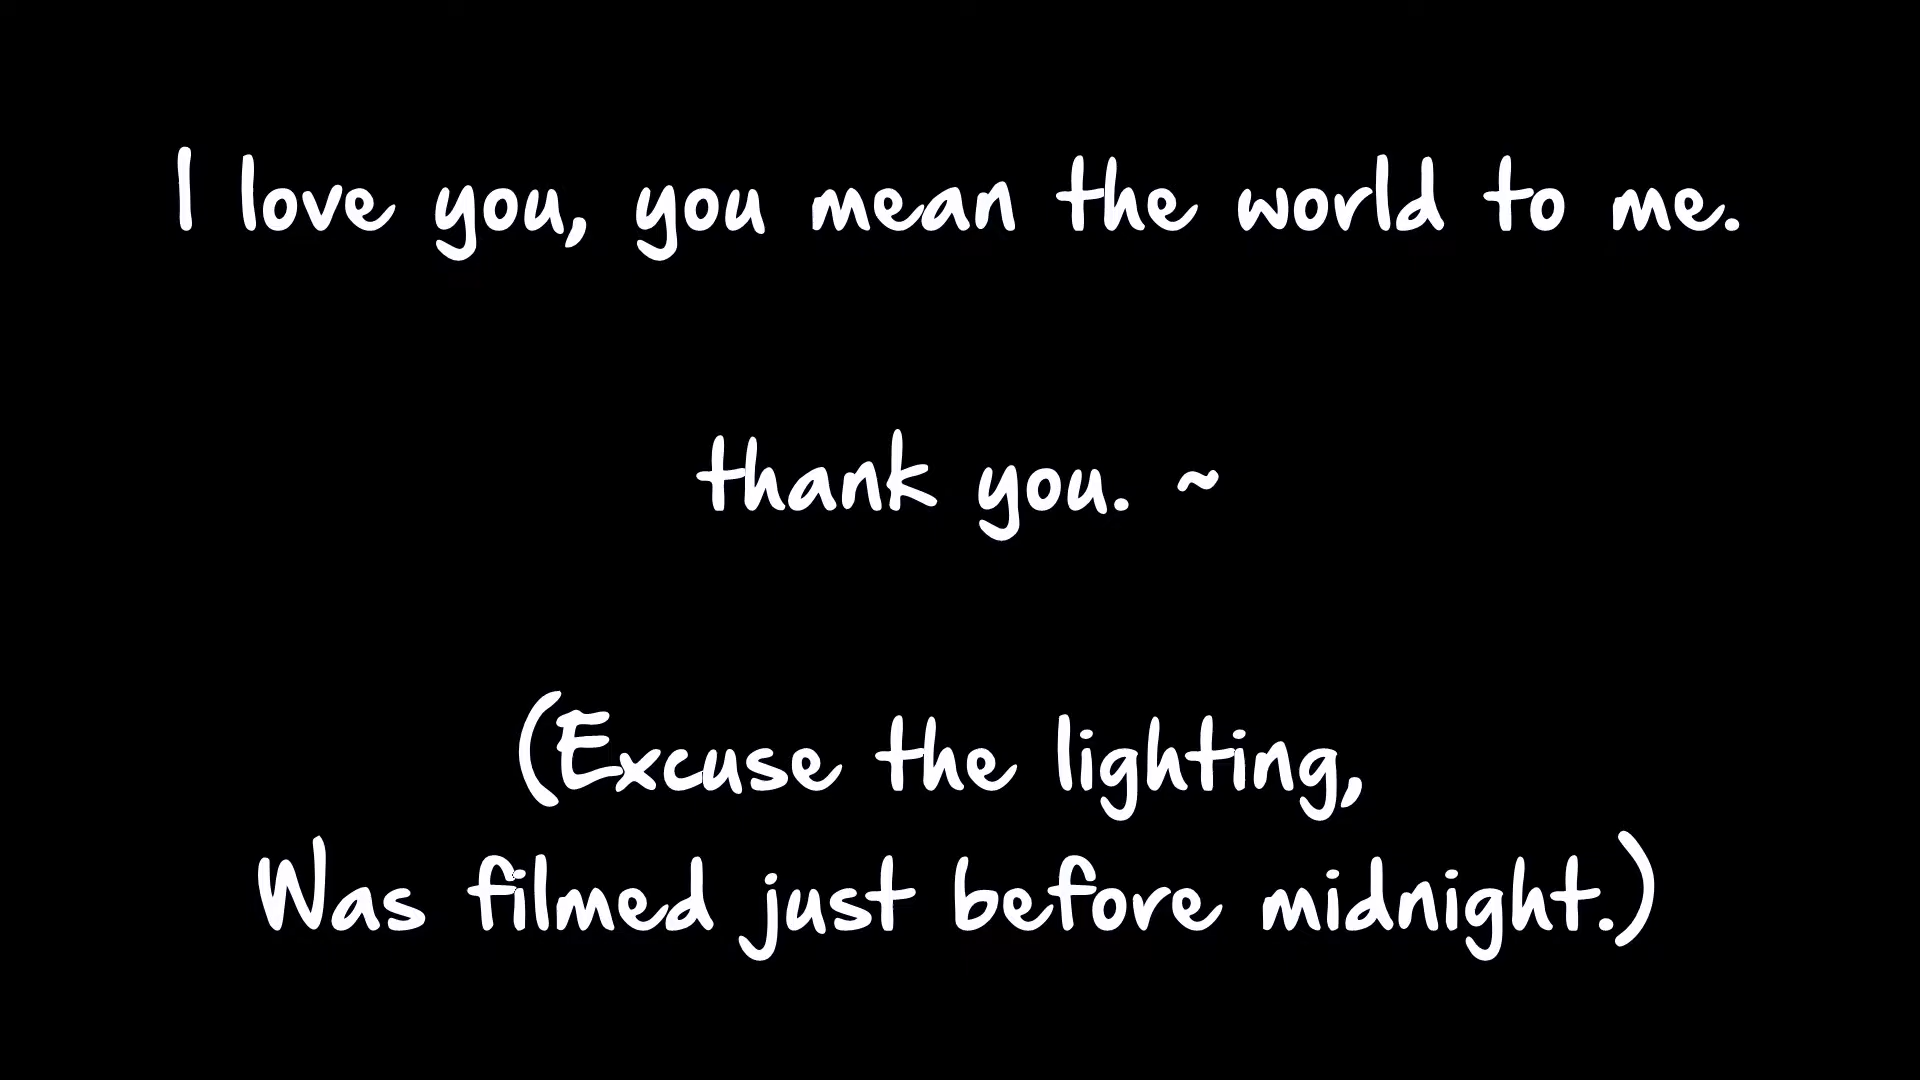 I love you, you mean the world to me.
thank you. ~
(Excuse the lighting,
Was filmed just before midnight.)